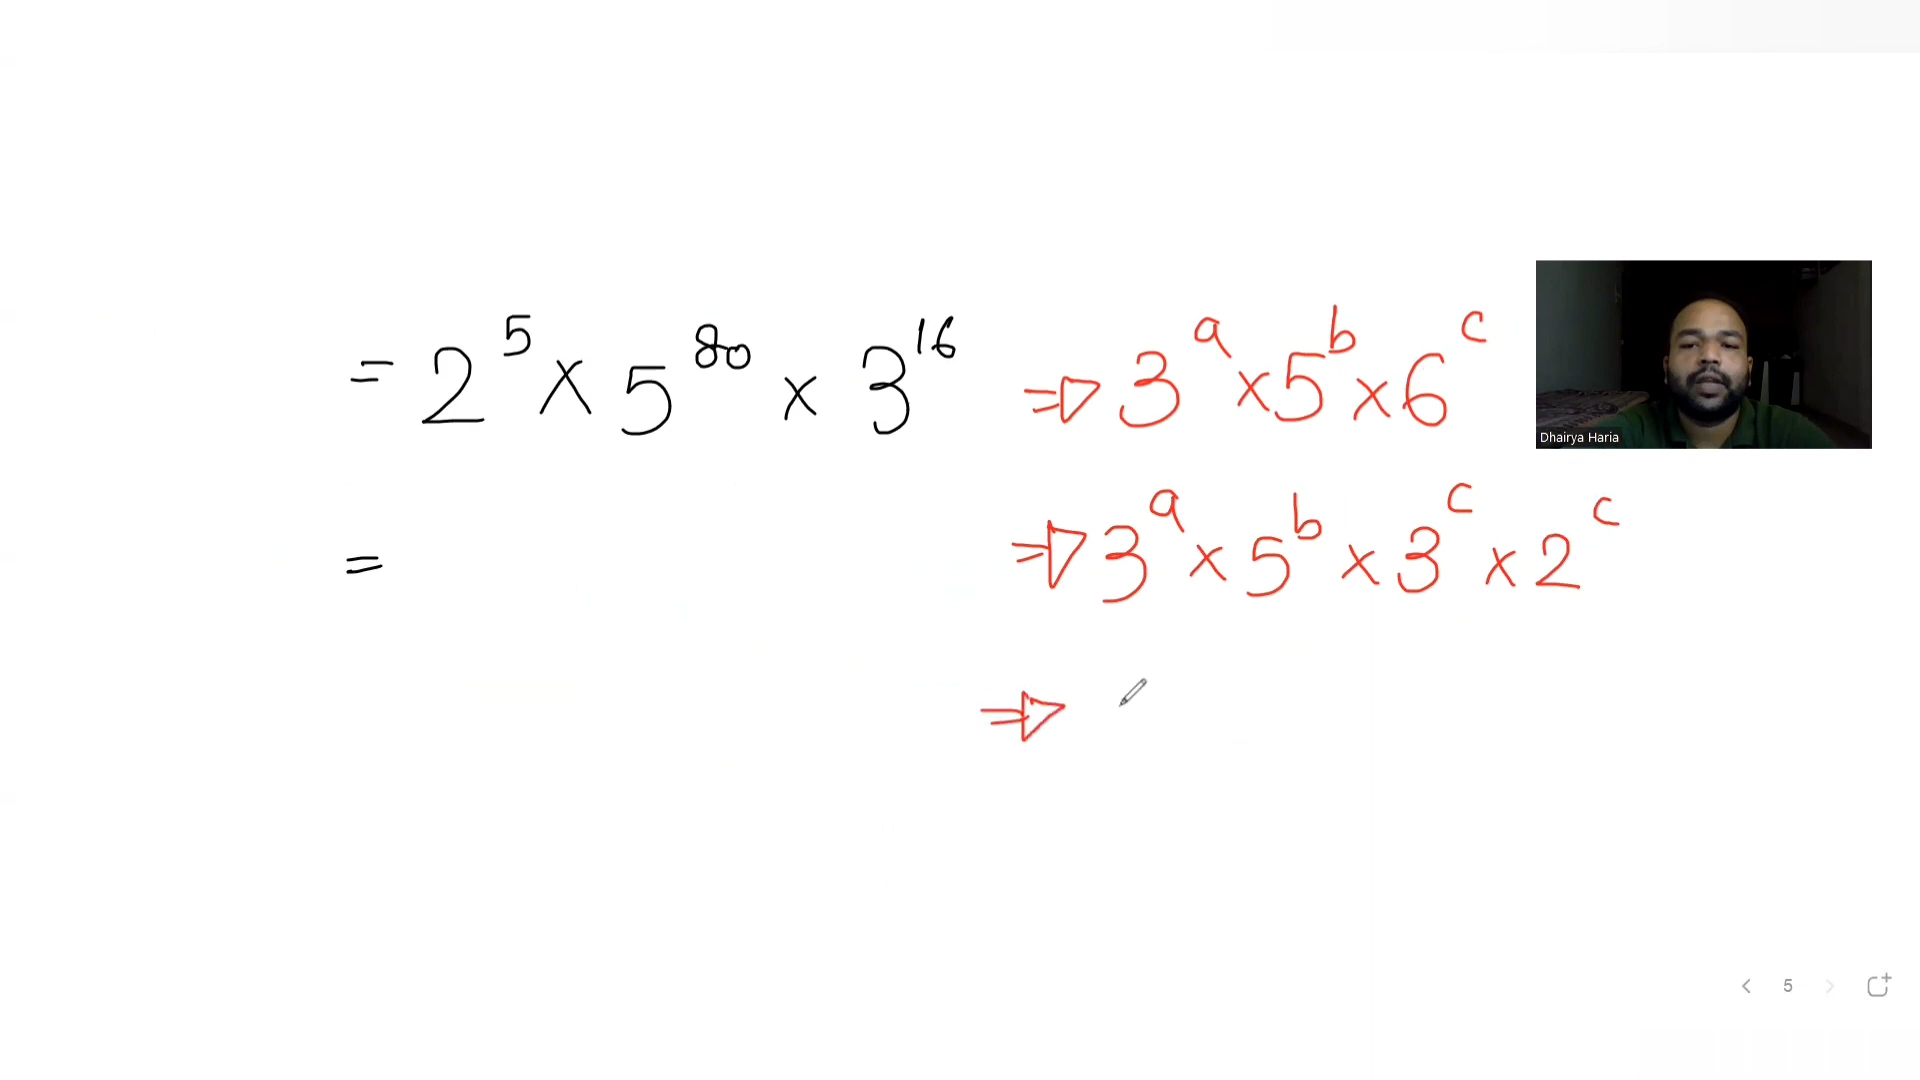 = 2^5 × 5^80 × 3^16 ⇒ 3^a × 5^b × 6^c
Dhairya Haria
= ⇒ 3^a × 5^b × 3^c × 2^c
⇒
< 5 >